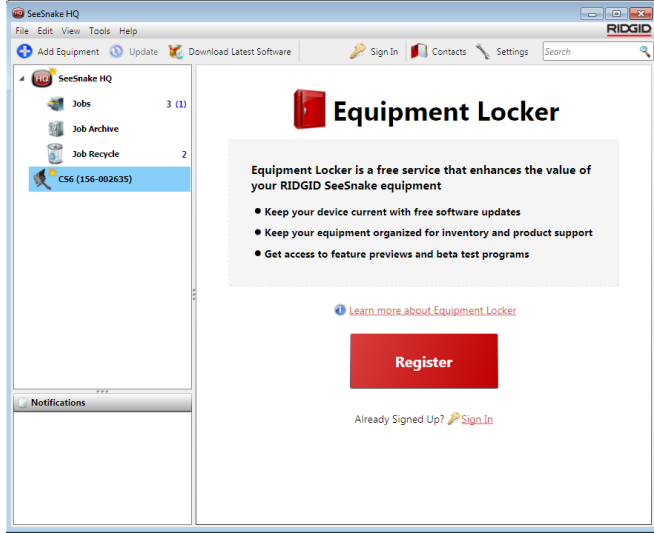 SeeSnake HQ
File Edit View Tools Help
RIDGID
Add Equipment Update Download Latest Software Sign In Contacts Settings Search
HQ SeeSnake HQ
Jobs 3 (1)
Job Archive
Job Recycle 2
CS6 (156-002635)
Equipment Locker
Equipment Locker is a free service that enhances the value of
your RIDGID SeeSnake equipment
• Keep your device current with free software updates
• Keep your equipment organized for inventory and product support
• Get access to feature previews and beta test programs
Learn more about Equipment Locker
Register
Already Signed Up? Sign In
Notifications